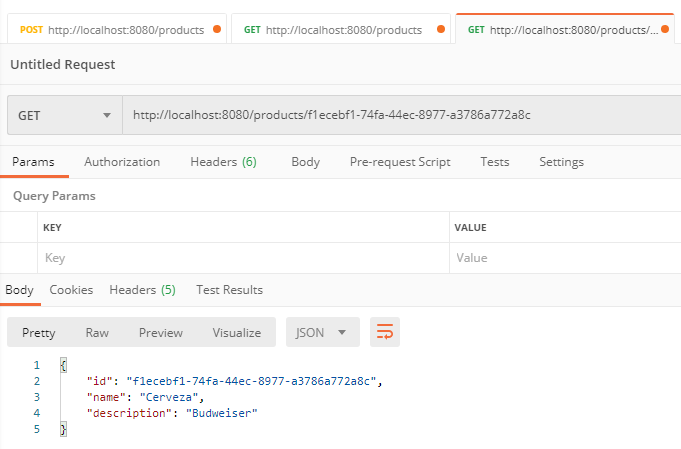 POST http://localhost:8080/products GET http://localhost:8080/products GET http://localhost:8080/products/...
Untitled Request
GET http://localhost:8080/products/f1ecebf1-74fa-44ec-8977-a3786a772a8c
Params Authorization Headers (6) Body Pre-request Script Tests Settings
Query Params
KEY VALUE
Key Value
Body Cookies Headers (5) Test Results
Pretty Raw Preview Visualize JSON
1 {
2 "id": "f1ecebf1-74fa-44ec-8977-a3786a772a8c",
3 "name": "Cerveza",
4 "description": "Budweiser"
5 }